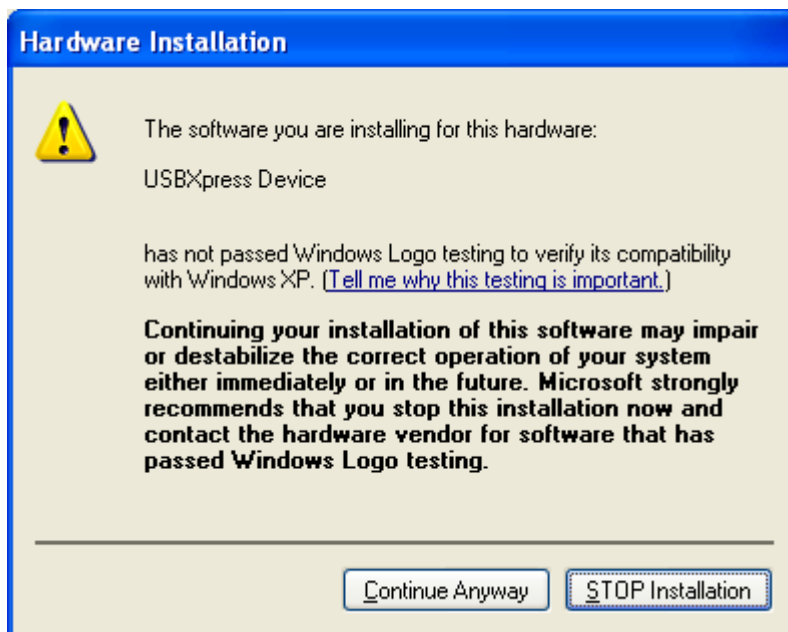 Hardware Installation
The software you are installing for this hardware:
USBXpress Device
has not passed Windows Logo testing to verify its compatibility
with Windows XP. (Tell me why this testing is important.)
Continuing your installation of this software may impair
or destabilize the correct operation of your system
either immediately or in the future. Microsoft strongly
recommends that you stop this installation now and
contact the hardware vendor for software that has
passed Windows Logo testing.
Continue Anyway
STOP Installation